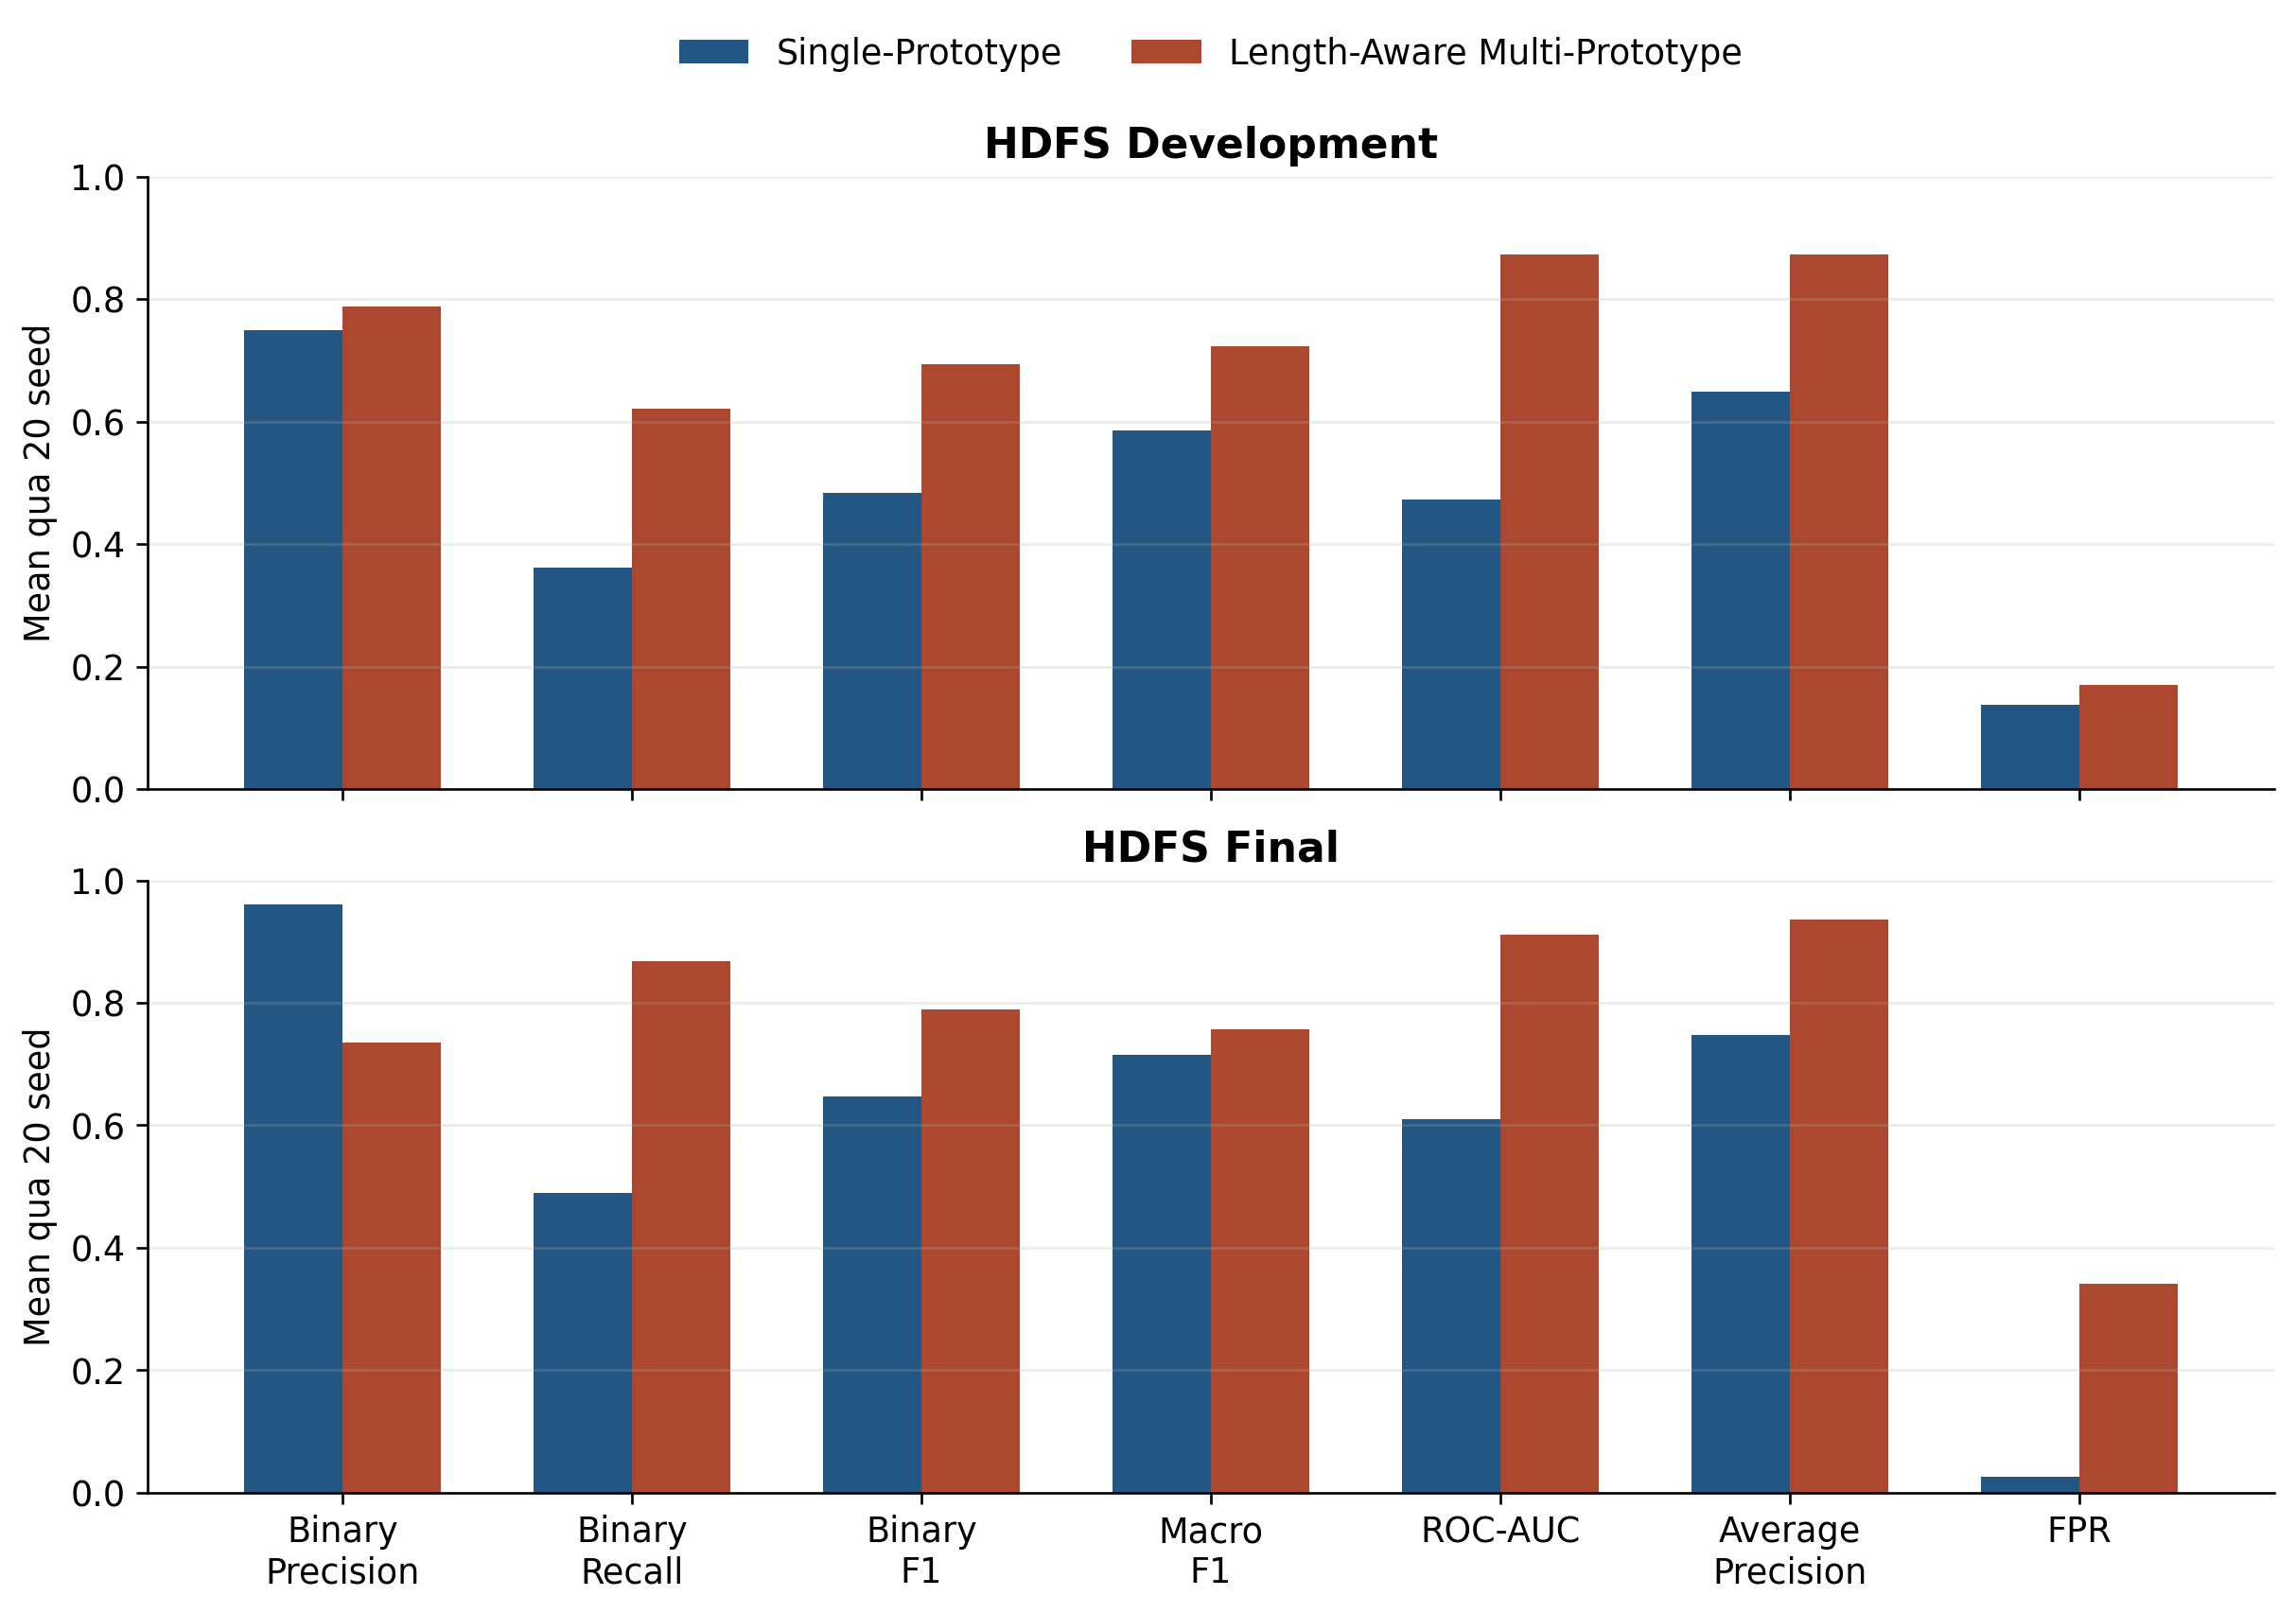 Single-Prototype
Length-Aware Multi-Prototype
HDFS Development
Mean qua 20 seed
1.0
0.8
0.6
0.4
0.2
0.0
HDFS Final
Mean qua 20 seed
1.0
0.8
0.6
0.4
0.2
0.0
Binary
Precision
Binary
Recall
Binary
F1
Macro
F1
ROC-AUC
Average
Precision
FPR